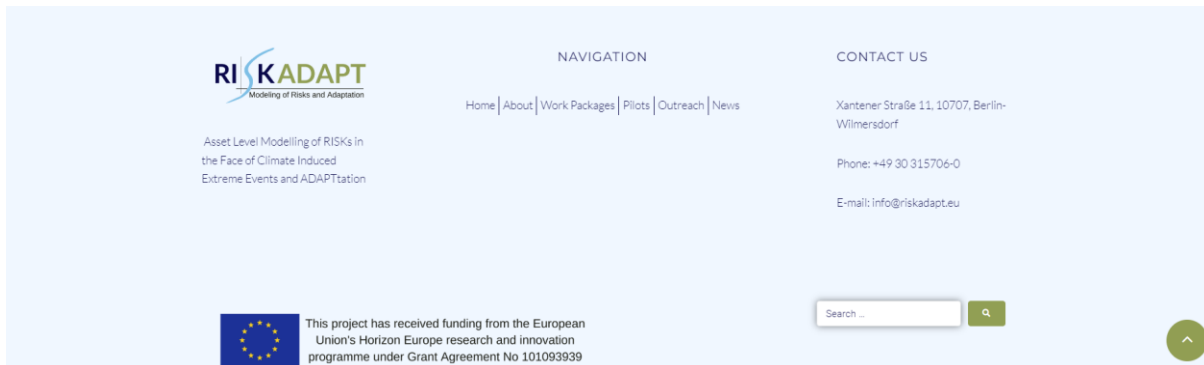 RISKADAPT
Modeling of Risks and Adaptation
Asset Level Modelling of RISKs in
the Face of Climate Induced
Extreme Events and ADAPTtation
NAVIGATION
Home | About | Work Packages | Pilots | Outreach | News
CONTACT US
Xantener Straße 11, 10707, Berlin-
Wilmersdorf
Phone: +49 30 315706-0
E-mail: info@riskadapt.eu
This project has received funding from the European
Union's Horizon Europe research and innovation
programme under Grant Agreement No 101093939
Search ...